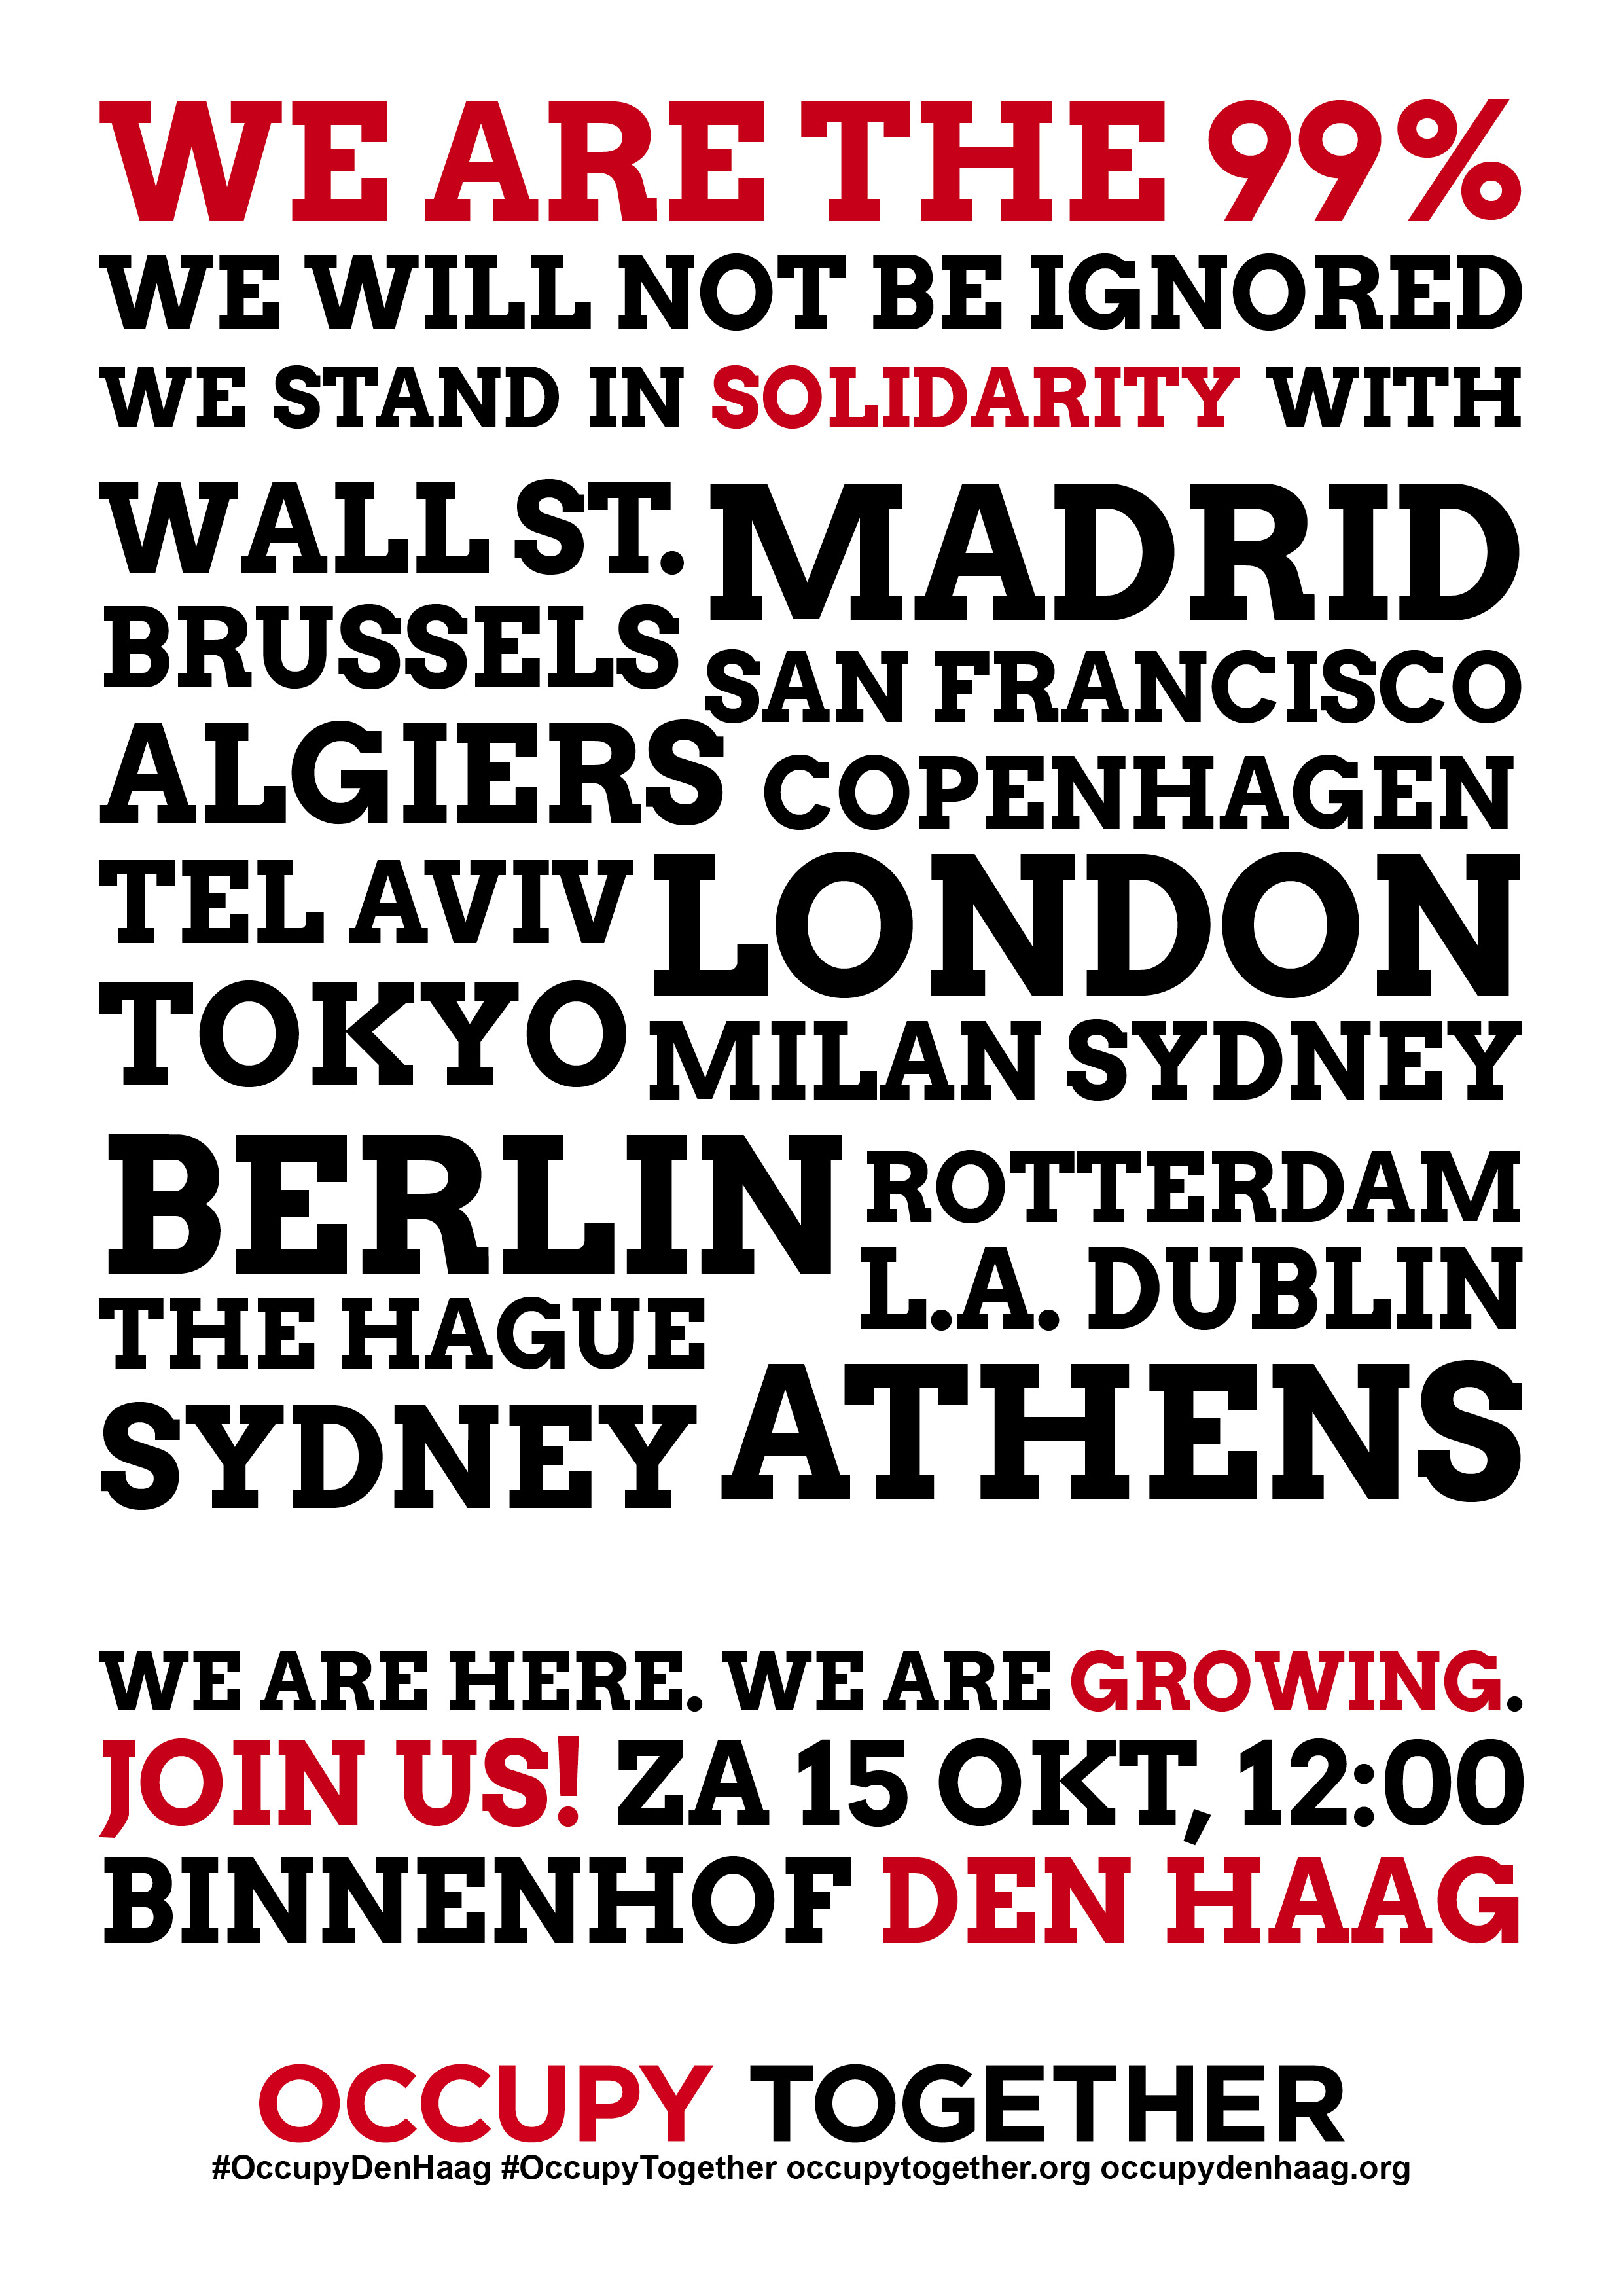 WE ARE THE 99%
WE WILL NOT BE IGNORED
WE STAND IN SOLIDARITY WITH
WALL ST. MADRID
BRUSSELS SAN FRANCISCO
ALGIERS COPENHAGEN
TEL AVIV LONDON
TOKYO MILAN SYDNEY
BERLIN ROTTERDAM
L.A. DUBLIN
THE HAGUE
SYDNEY ATHENS
WE ARE HERE. WE ARE GROWING.
JOIN US! ZA 15 OKT, 12:00
BINNENHOF DEN HAAG
OCCUPY TOGETHER
#OccupyDenHaag #OccupyTogether occupytogether.org occupydenhaag.org